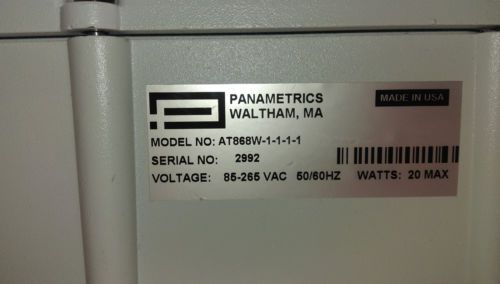 PANAMETRICS
WALTHAM, MA
MADE IN USA
MODEL NO: AT868W-1-1-1-1
SERIAL NO: 2992
VOLTAGE: 85-265 VAC 50/60HZ WATTS: 20 MAX